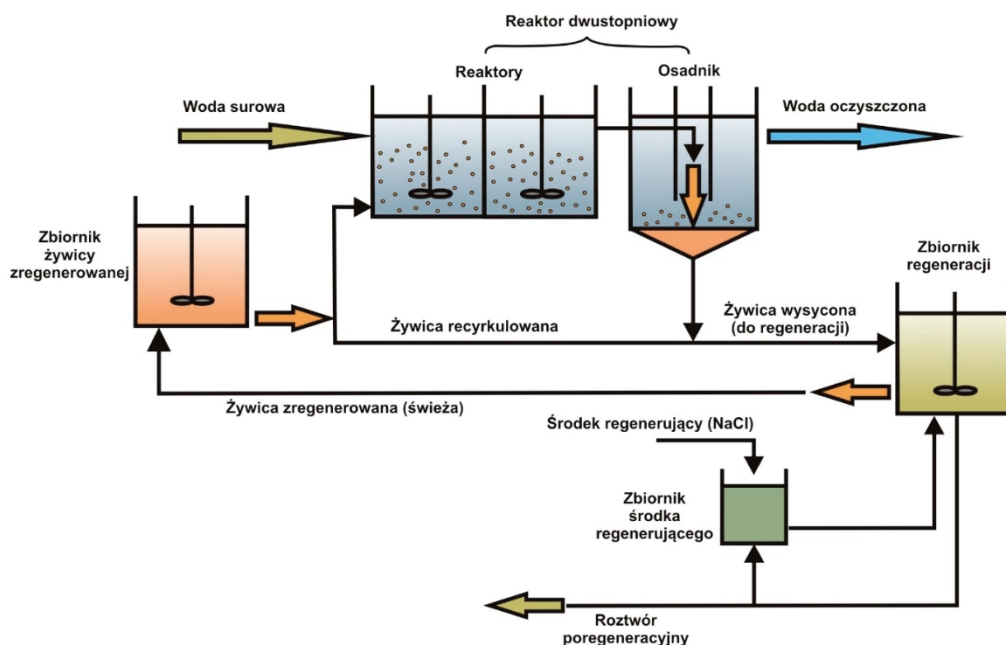 Reaktor dwustopniowy
Reaktory
Osadnik
Woda surowa
Woda oczyszczona
Zbiornik
żywicy
zregenerowanej
Zbiornik
regeneracji
Żywica recyrkulowana
Żywica wysycona
(do regeneracji)
Żywica zregenerowana (świeża)
Środek regenerujący (NaCl)
Zbiornik
środka
regenerującego
Roztwór
poregeneracyjny